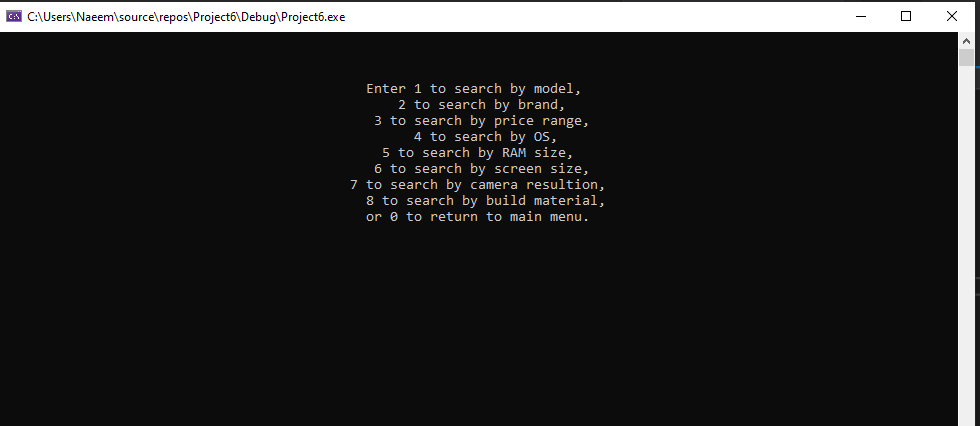 C:\Users\Naeem\source\repos\Project6\Debug\Project6.exe
Enter 1 to search by model,
2 to search by brand,
3 to search by price range,
4 to search by OS,
5 to search by RAM size,
6 to search by screen size,
7 to search by camera resultion,
8 to search by build material,
or 0 to return to main menu.